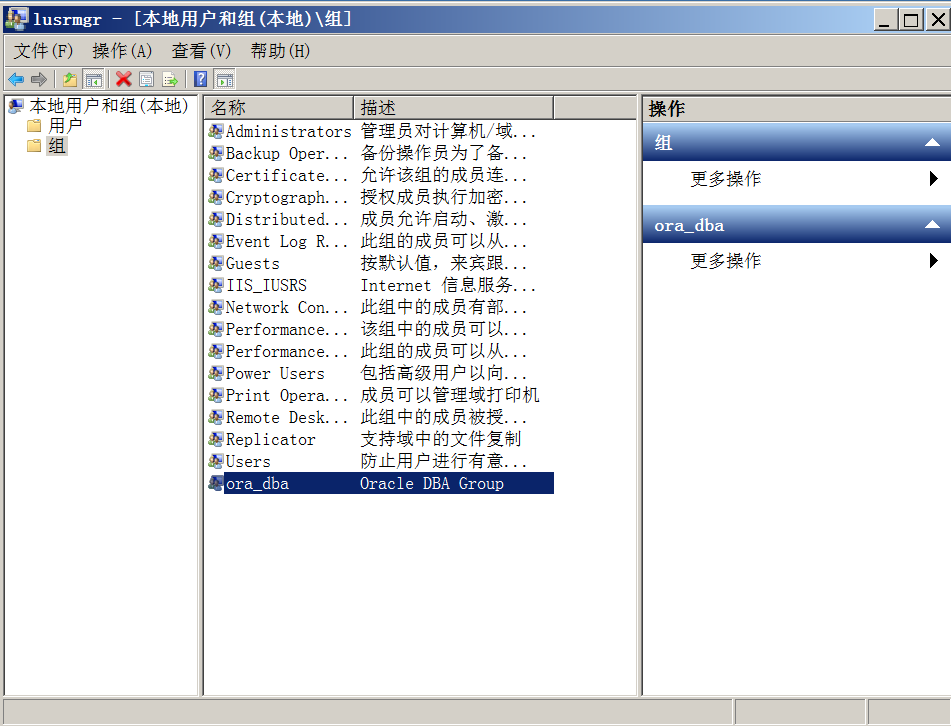 lusrmgr - [本地用户和组(本地)\组]
文件(F) 操作(A) 查看(V) 帮助(H)
本地用户和组(本地)
用户
组
名称 描述
Administrators 管理员对计算机/域...
Backup Oper... 备份操作员为了备...
Certificate... 允许该组的成员连...
Cryptograph... 授权成员执行加密...
Distributed... 成员允许启动、激...
Event Log R... 此组的成员可以从...
Guests 按默认值，来宾跟...
IIS_IUSRS Internet 信息服务...
Network Con... 此组中的成员有部...
Performance... 该组中的成员可以...
Performance... 此组的成员可以从...
Power Users 包括高级用户以向...
Print Opera... 成员可以管理域打印机
Remote Desk... 此组中的成员被授...
Replicator 支持域中的文件复制
Users 防止用户进行有意...
ora_dba Oracle DBA Group
操作
组
更多操作
ora_dba
更多操作